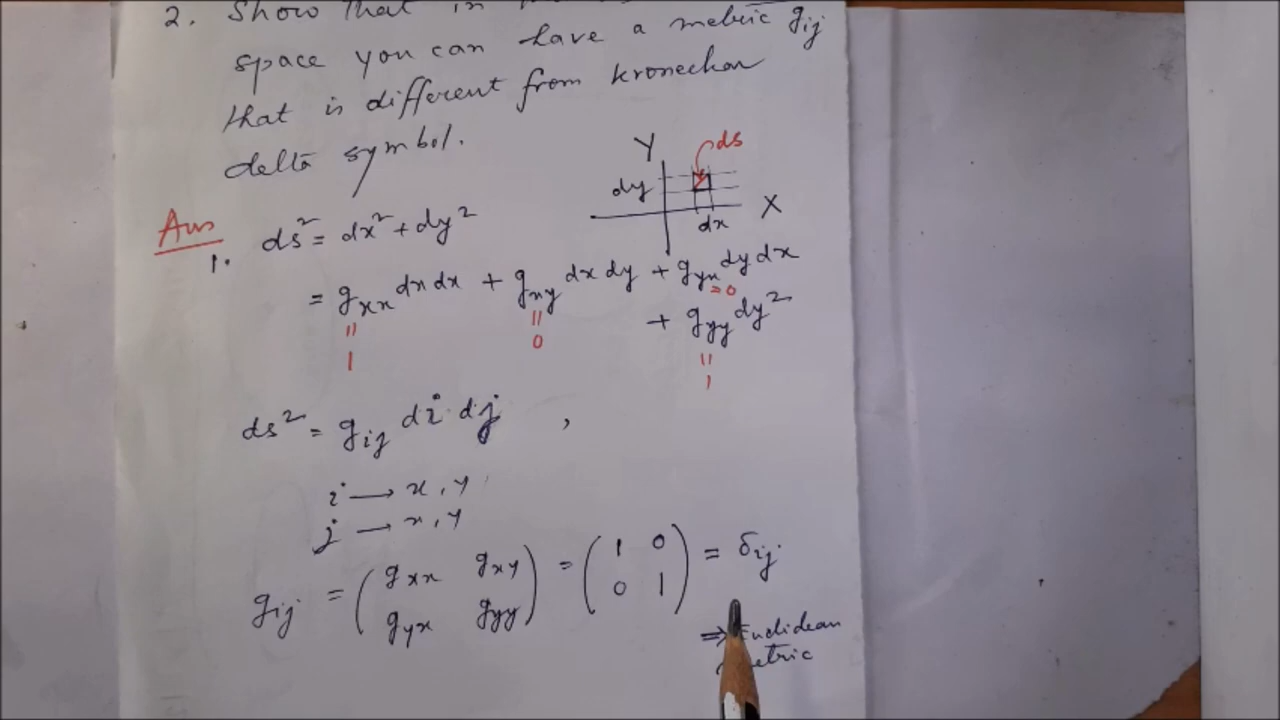 2. Show that in
space you can have a metric gij
that is different from kronechar
delta symbol.
Y
ds
dy
X
dx
Ans
1. ds² = dx² + dy²
= gxx dx dx + gxy dx dy + gyx dy dx
= 0
+ gyy dy²
"
1
"
0
"
1
ds² = gij di dj ,
i → x, y
j → x, y
gij = ( gxx gxy ) = ( 1 0 ) = δij
gyx gyy 0 1
⇒ Euclidean
metric